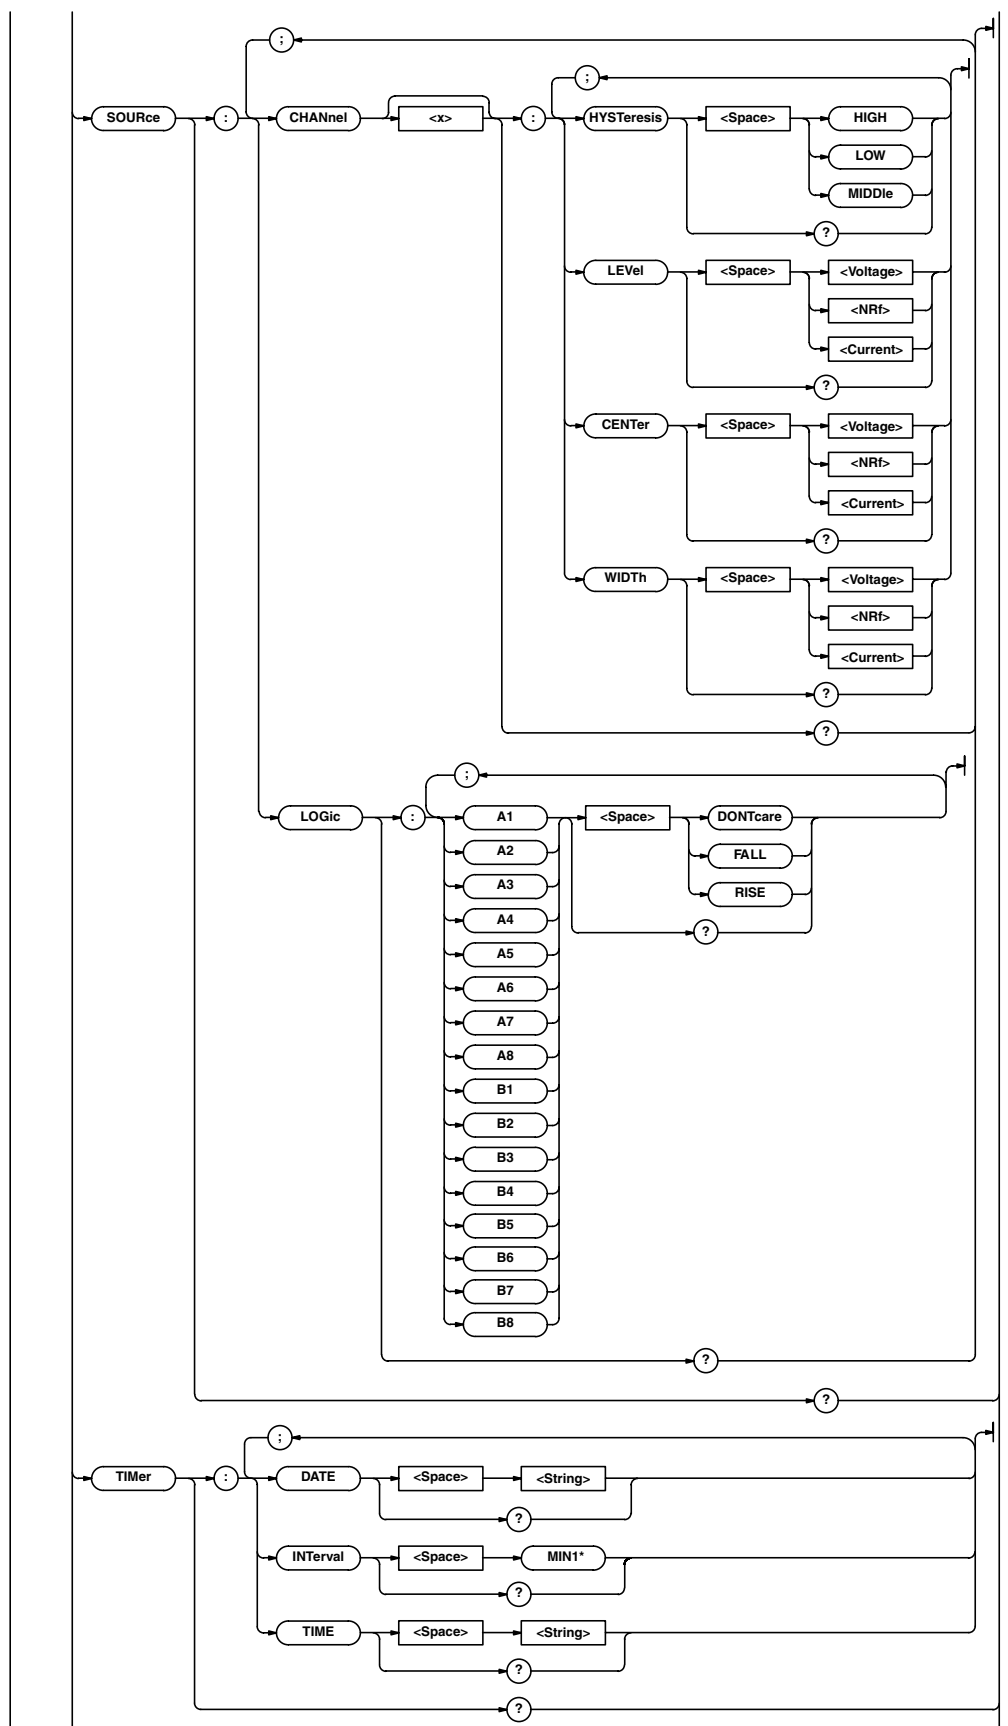 ;
;
SOURce : CHANnel <x> : HYSTeresis <Space> HIGH
LOW
MIDDle
?
LEVel <Space> <Voltage>
<NRf>
<Current>
?
CENTer <Space> <Voltage>
<NRf>
<Current>
?
WIDTh <Space> <Voltage>
<NRf>
<Current>
?
?
;
LOGic : A1 <Space> DONTcare
A2 FALL
A3 RISE
A4
?
A5
A6
A7
A8
B1
B2
B3
B4
B5
B6
B7
B8
?
?
;
TIMer : DATE <Space> <String>
?
INTerval <Space> MIN1*
?
TIME <Space> <String>
?
?